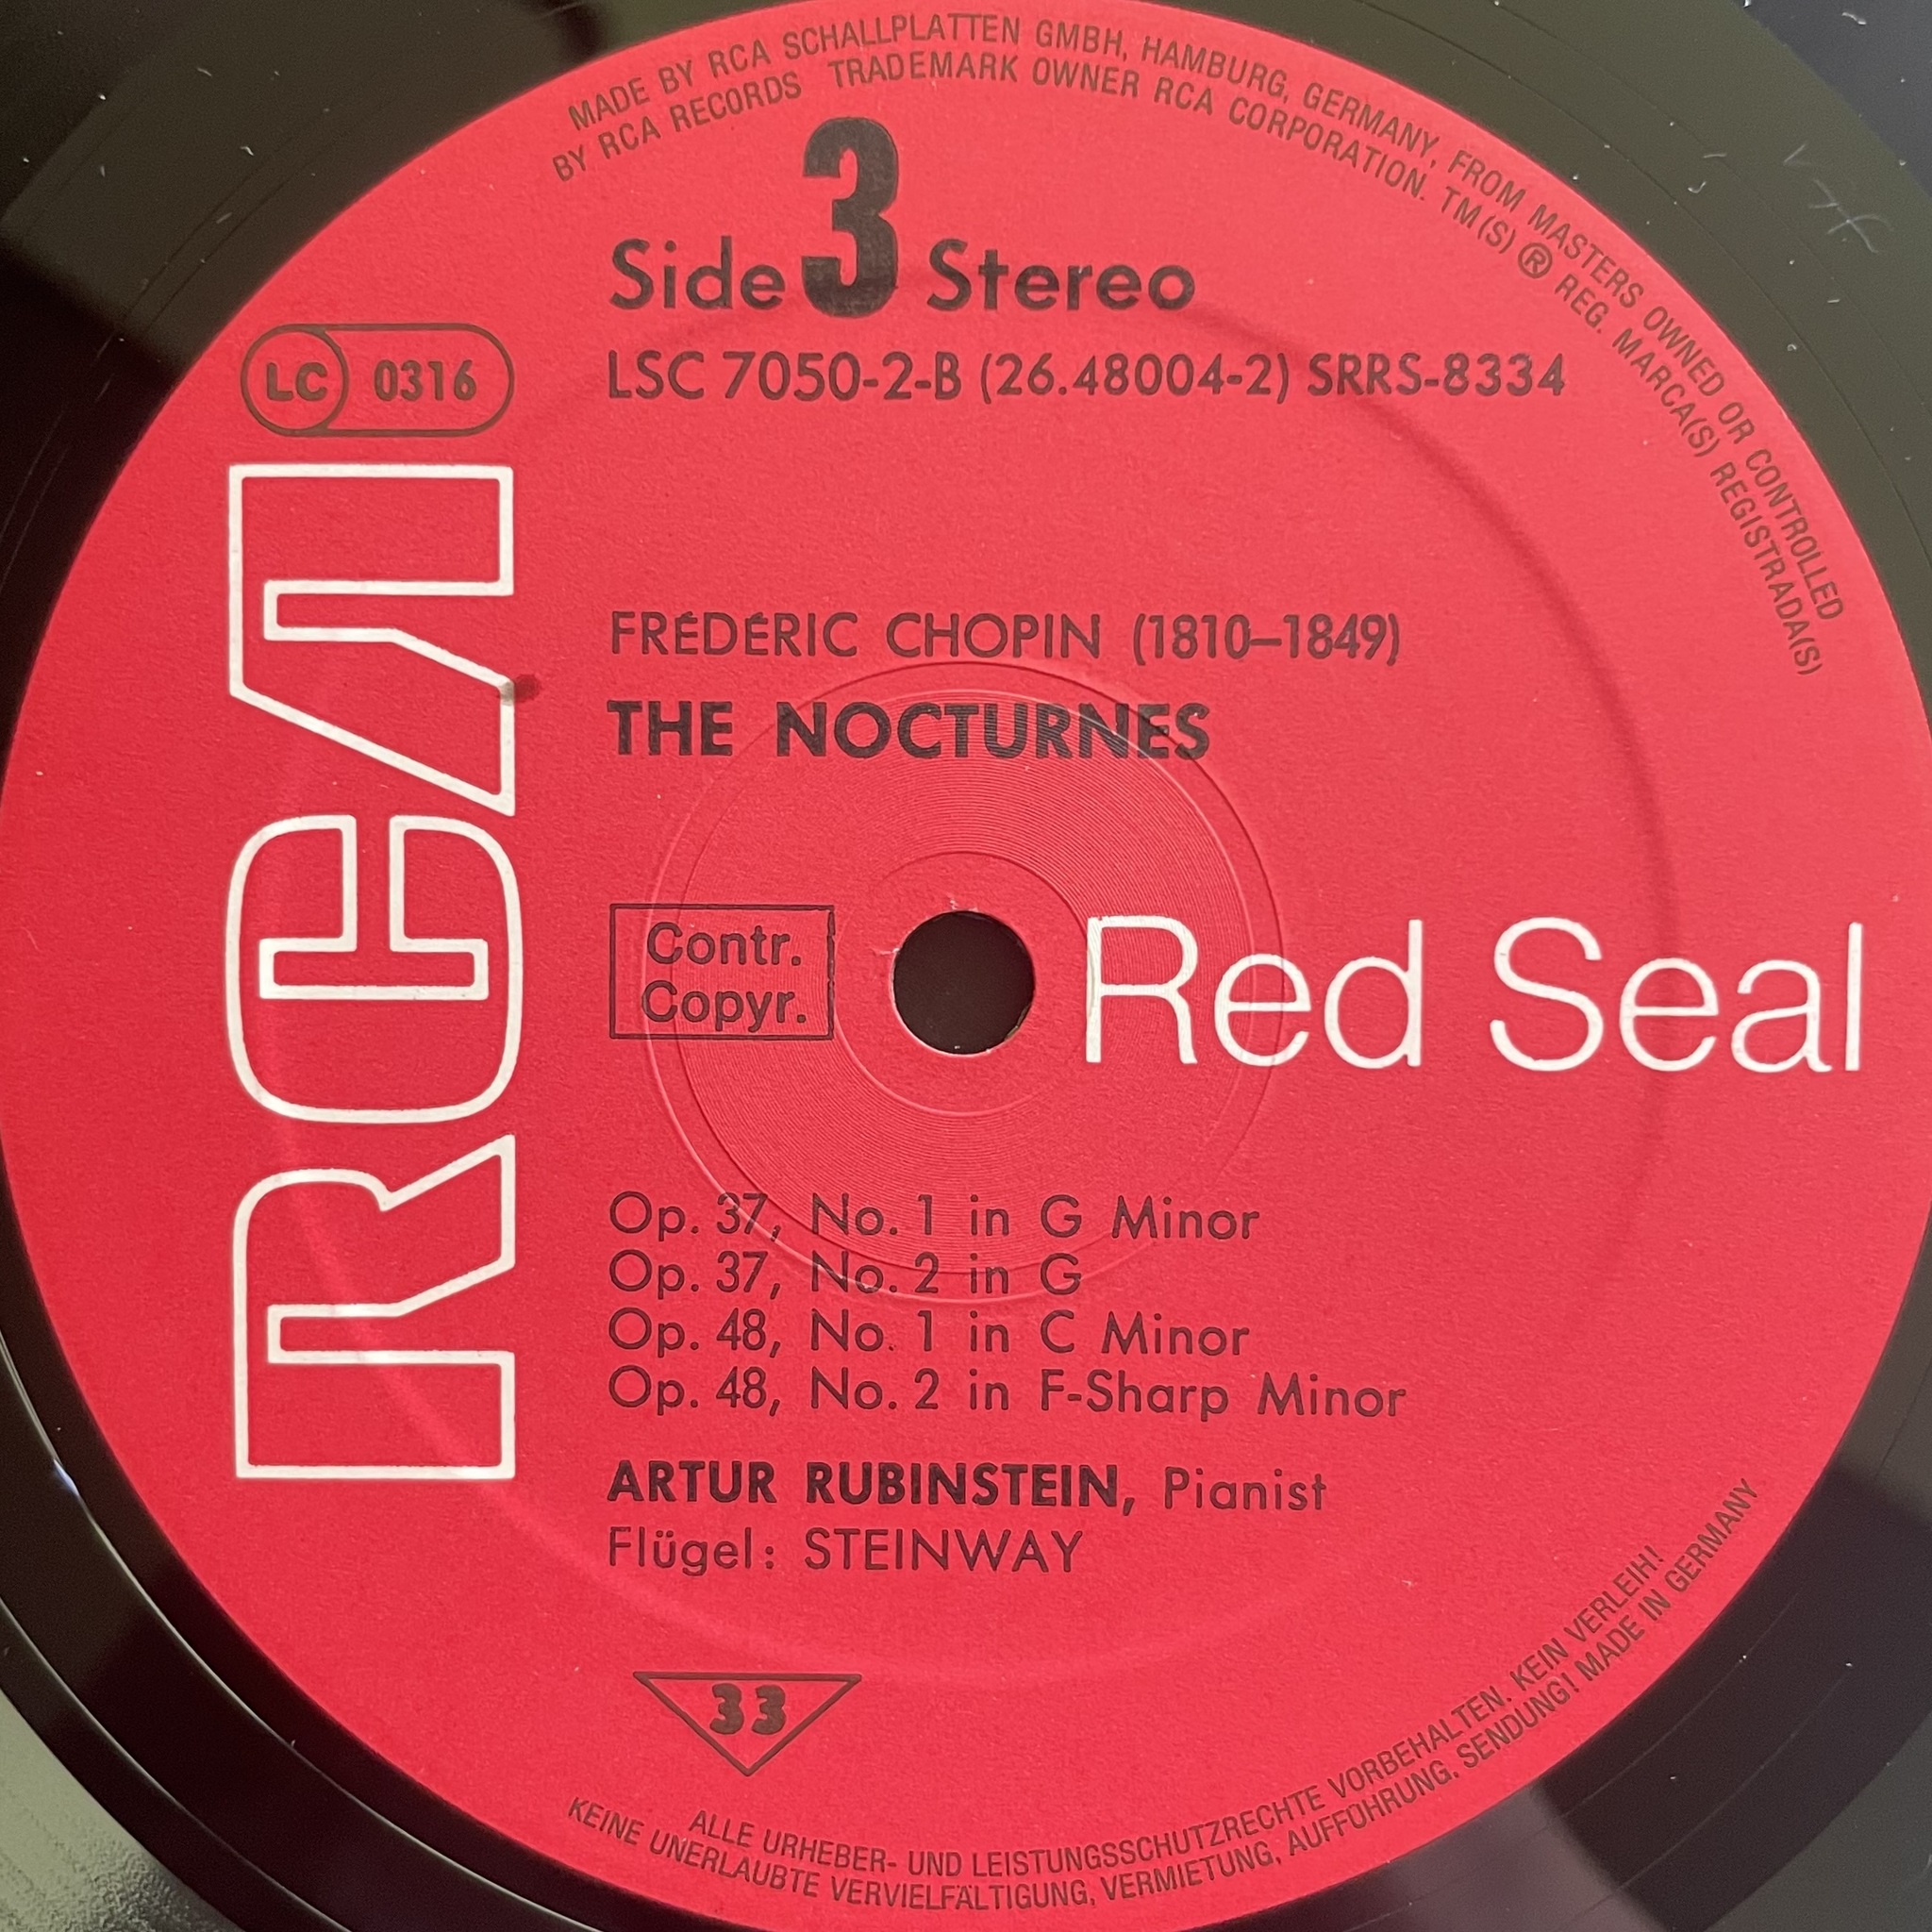 MADE BY RCA SCHALLPLATTEN GMBH, HAMBURG, GERMANY, FROM MASTERS OWNED OR CONTROLLED
BY RCA RECORDS TRADEMARK OWNER RCA CORPORATION. TM(S) ® REG. MARCA(S) REGISTRADA(S)
Side 3 Stereo
LC 0316
LSC 7050-2-B (26.48004-2) SRRS-8334
RCA
FRÉDÉRIC CHOPIN (1810–1849)
THE NOCTURNES
Contr.
Copyr.
Red Seal
Op. 37, No. 1 in G Minor
Op. 37, No. 2 in G
Op. 48, No. 1 in C Minor
Op. 48, No. 2 in F-Sharp Minor
ARTUR RUBINSTEIN, Pianist
Flügel: STEINWAY
33
ALLE URHEBER- UND LEISTUNGSSCHUTZRECHTE VORBEHALTEN. KEIN VERLEIH!
KEINE UNERLAUBTE VERVIELFÄLTIGUNG, VERMIETUNG, AUFFÜHRUNG, SENDUNG! MADE IN GERMANY